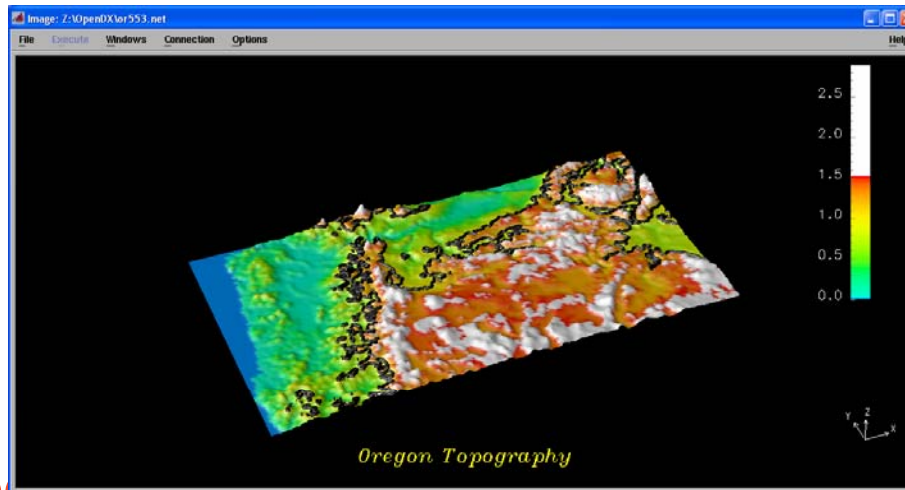 Image: Z:\OpenDX\or553.net
File Execute Windows Connection Options Help
2.5
2.0
1.5
1.0
0.5
0.0
Y Z X
Oregon Topography